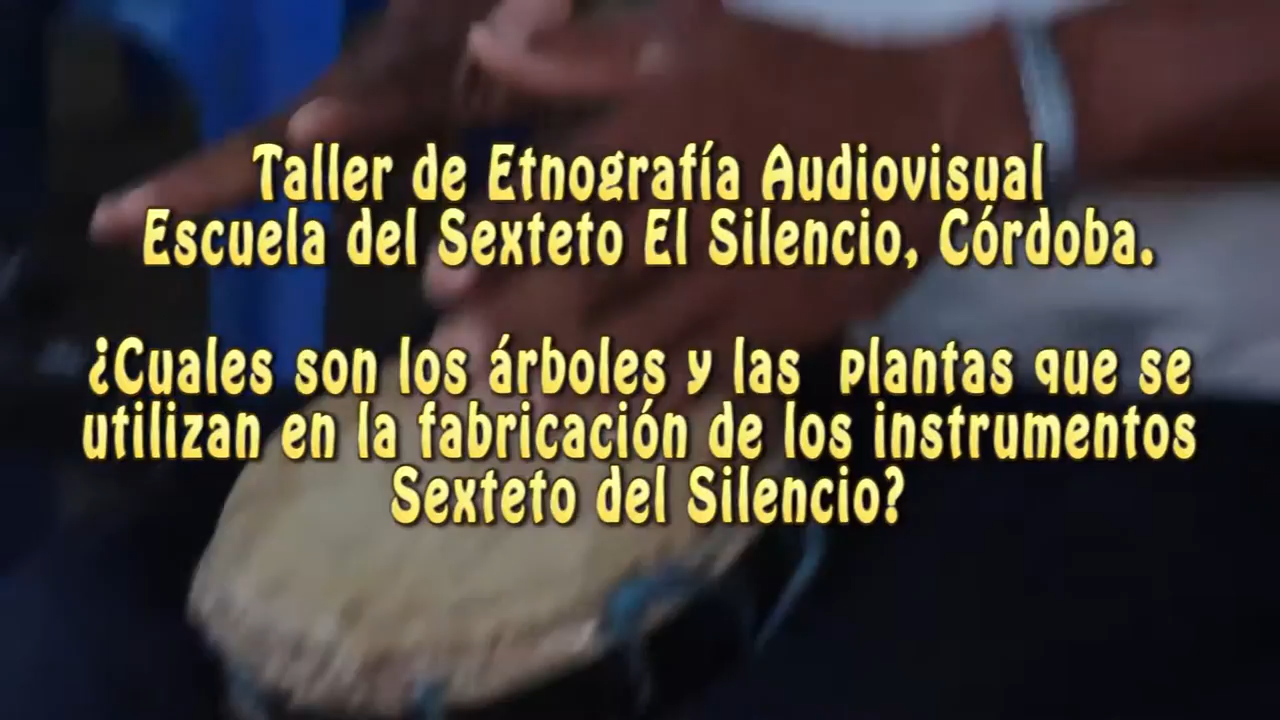 Taller de Etnografía Audiovisual
Escuela del Sexteto El Silencio, Córdoba.
¿Cuales son los árboles y las plantas que se
utilizan en la fabricación de los instrumentos
Sexteto del Silencio?